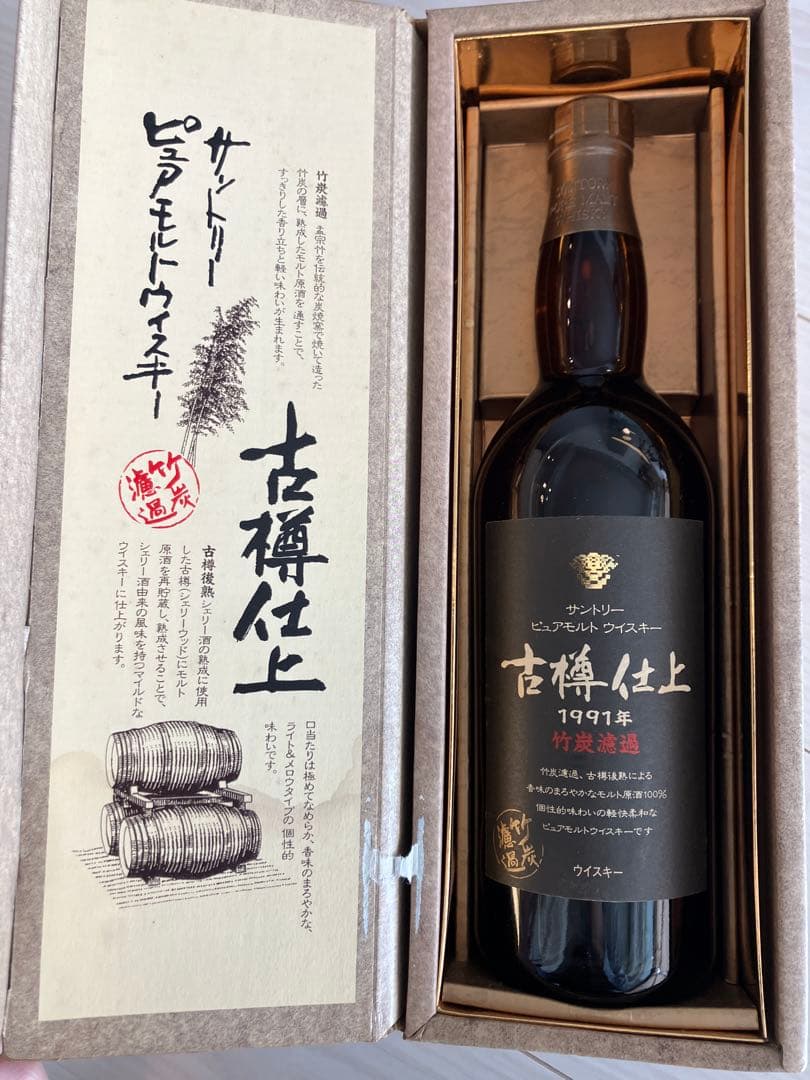 サントリー
ピュアモルトウイスキー
竹炭濾過 孟宗竹を伝統的な炭焼窯で焼いて造った
竹炭の層に、熟成したモルト原酒を通すことで、
すっきりした香り立ちと軽い味わいが生まれます。
竹炭
濾過
古樽仕上
古樽後熟 シェリー酒の熟成に使用
した古樽(シェリーウッド)にモルト
原酒を再貯蔵し、熟成させることで、
シェリー酒由来の風味を持つマイルドな
ウイスキーに仕上がります。
口当たりは極めてなめらか、香味のまろやかな、
ライト&メロウタイプの個性的
味わいです。
SUNTORY
PURE MALT
WHISKY
サントリー
ピュアモルト ウイスキー
古樽仕上
1991年
竹炭濾過
竹炭濾過、古樽後熟による
香味のまろやかなモルト原酒100%
個性的味わいの軽快柔和な
ピュアモルトウイスキーです
竹炭
濾過
ウイスキー